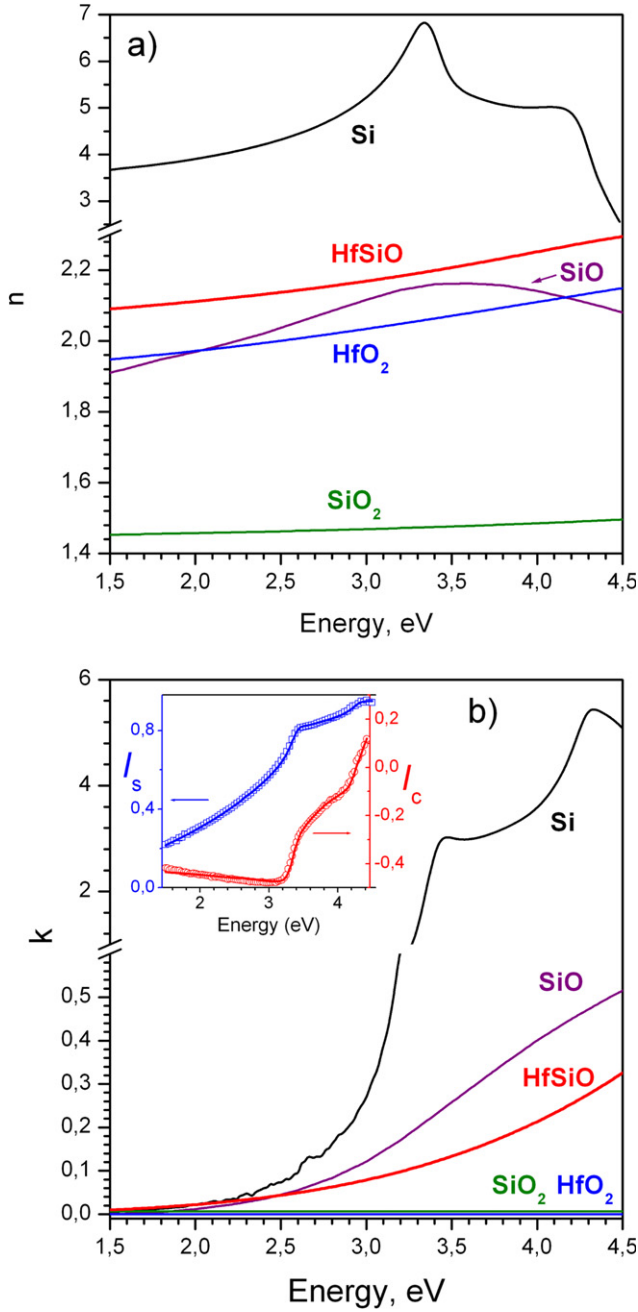 a)
7
6
5
4
3
2,2
2,0
1,8
1,6
1,4
n
Si
HfSiO
SiO
HfO2
SiO2
1,5 2,0 2,5 3,0 3,5 4,0 4,5
Energy, eV
b)
6
4
2
0,5
0,4
0,3
0,2
0,1
0,0
k
0,8
0,4
0,0
Is
0,2
0,0
-0,2
-0,4
Ic
2 3 4
Energy (eV)
Si
SiO
HfSiO
SiO2 HfO2
1,5 2,0 2,5 3,0 3,5 4,0 4,5
Energy, eV